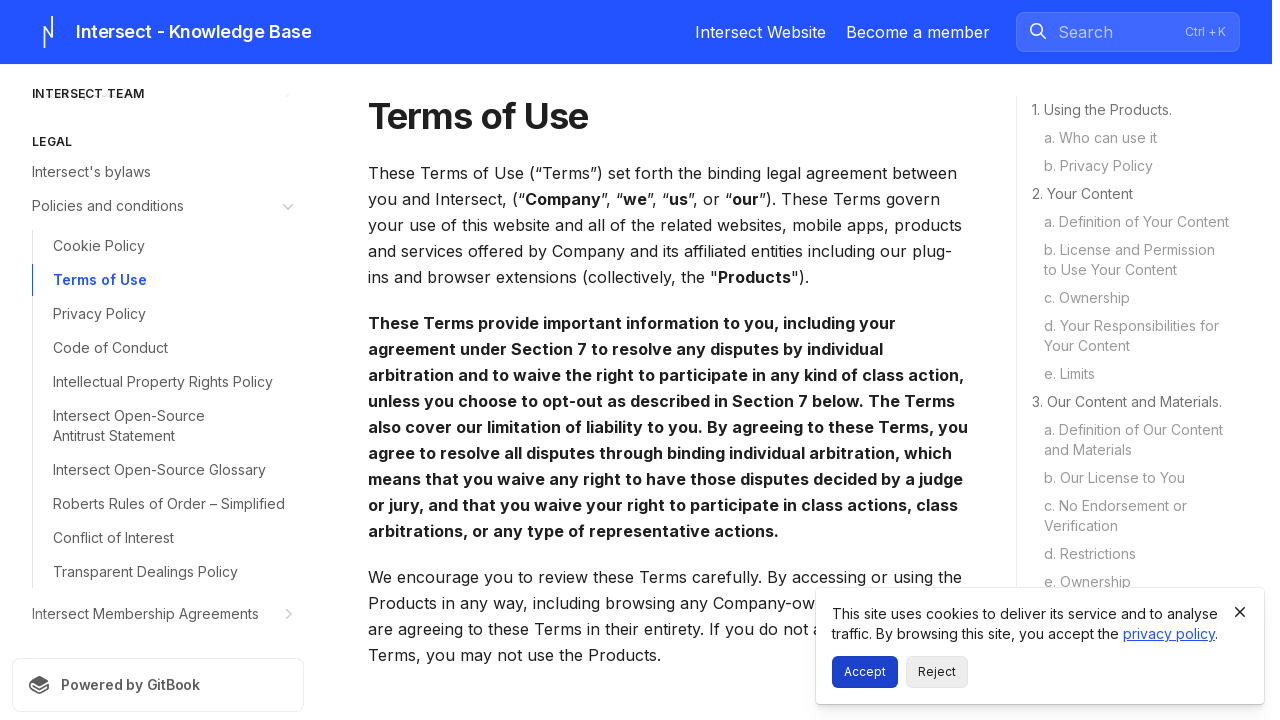 Intersect - Knowledge Base
Intersect Website
Become a member
Search
Ctrl + K
INTERSECT TEAM
LEGAL
Intersect's bylaws
Policies and conditions
Cookie Policy
Terms of Use
Privacy Policy
Code of Conduct
Intellectual Property Rights Policy
Intersect Open-Source
Antitrust Statement
Intersect Open-Source Glossary
Roberts Rules of Order – Simplified
Conflict of Interest
Transparent Dealings Policy
Intersect Membership Agreements
Powered by GitBook
Terms of Use
These Terms of Use (“Terms”) set forth the binding legal agreement between
you and Intersect, (“Company”, “we”, “us”, or “our”). These Terms govern
your use of this website and all of the related websites, mobile apps, products
and services offered by Company and its affiliated entities including our plug-
ins and browser extensions (collectively, the "Products").
These Terms provide important information to you, including your
agreement under Section 7 to resolve any disputes by individual
arbitration and to waive the right to participate in any kind of class action,
unless you choose to opt-out as described in Section 7 below. The Terms
also cover our limitation of liability to you. By agreeing to these Terms, you
agree to resolve all disputes through binding individual arbitration, which
means that you waive any right to have those disputes decided by a judge
or jury, and that you waive your right to participate in class actions, class
arbitrations, or any type of representative actions.
We encourage you to review these Terms carefully. By accessing or using the
Products in any way, including browsing any
are agreeing to these Terms in their entirety. If you do not
Terms, you may not use the Products.
1. Using the Products.
a. Who can use it
b. Privacy Policy
2. Your Content
a. Definition of Your Content
b. License and Permission
to Use Your Content
c. Ownership
d. Your Responsibilities for
Your Content
e. Limits
3. Our Content and Materials.
a. Definition of Our Content
and Materials
b. Our License to You
c. No Endorsement or
Verification
d. Restrictions
e. Ownership
This site uses cookies to deliver its service and to analyse
traffic. By browsing this site, you accept the privacy policy.
Accept
Reject